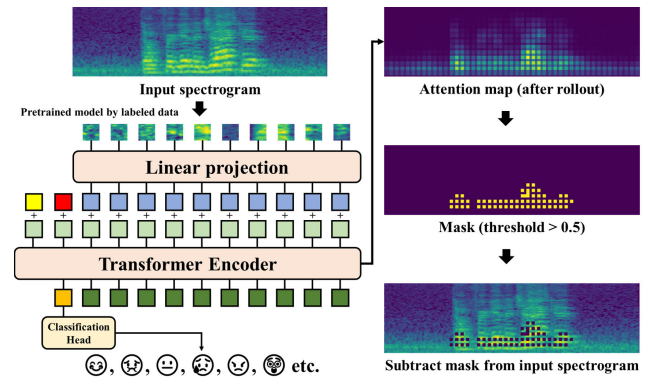 Input spectrogram
Pretrained model by labeled data
Linear projection
+ + + + + + + + + + + +
Transformer Encoder
Classification
Head
, , , , , etc.
Attention map (after rollout)
Mask (threshold > 0.5)
Subtract mask from input spectrogram